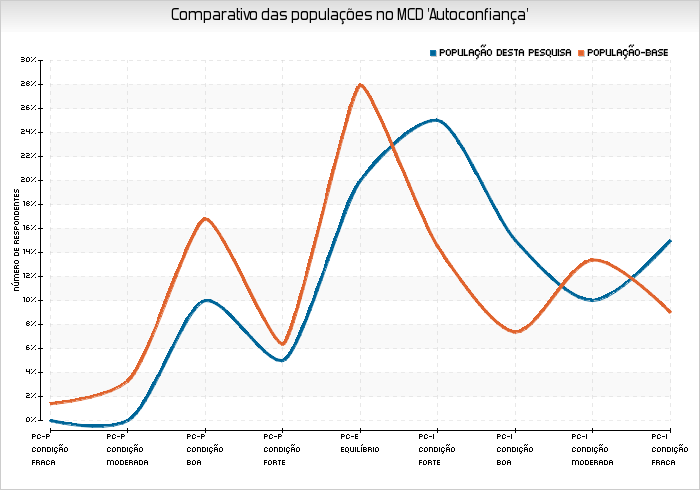 Comparativo das populações no MCD 'Autoconfiança'
POPULAÇÃO DESTA PESQUISA POPULAÇÃO-BASE
30%
28%
26%
24%
22%
20%
18%
16%
14%
12%
10%
8%
6%
4%
2%
0%
NÚMERO DE RESPONDENTES
PC-P PC-P PC-P PC-P PC-E PC-I PC-I PC-I PC-I
CONDIÇÃO CONDIÇÃO CONDIÇÃO CONDIÇÃO EQUILÍBRIO CONDIÇÃO CONDIÇÃO CONDIÇÃO CONDIÇÃO
FRACA MODERADA BOA FORTE FORTE BOA MODERADA FRACA